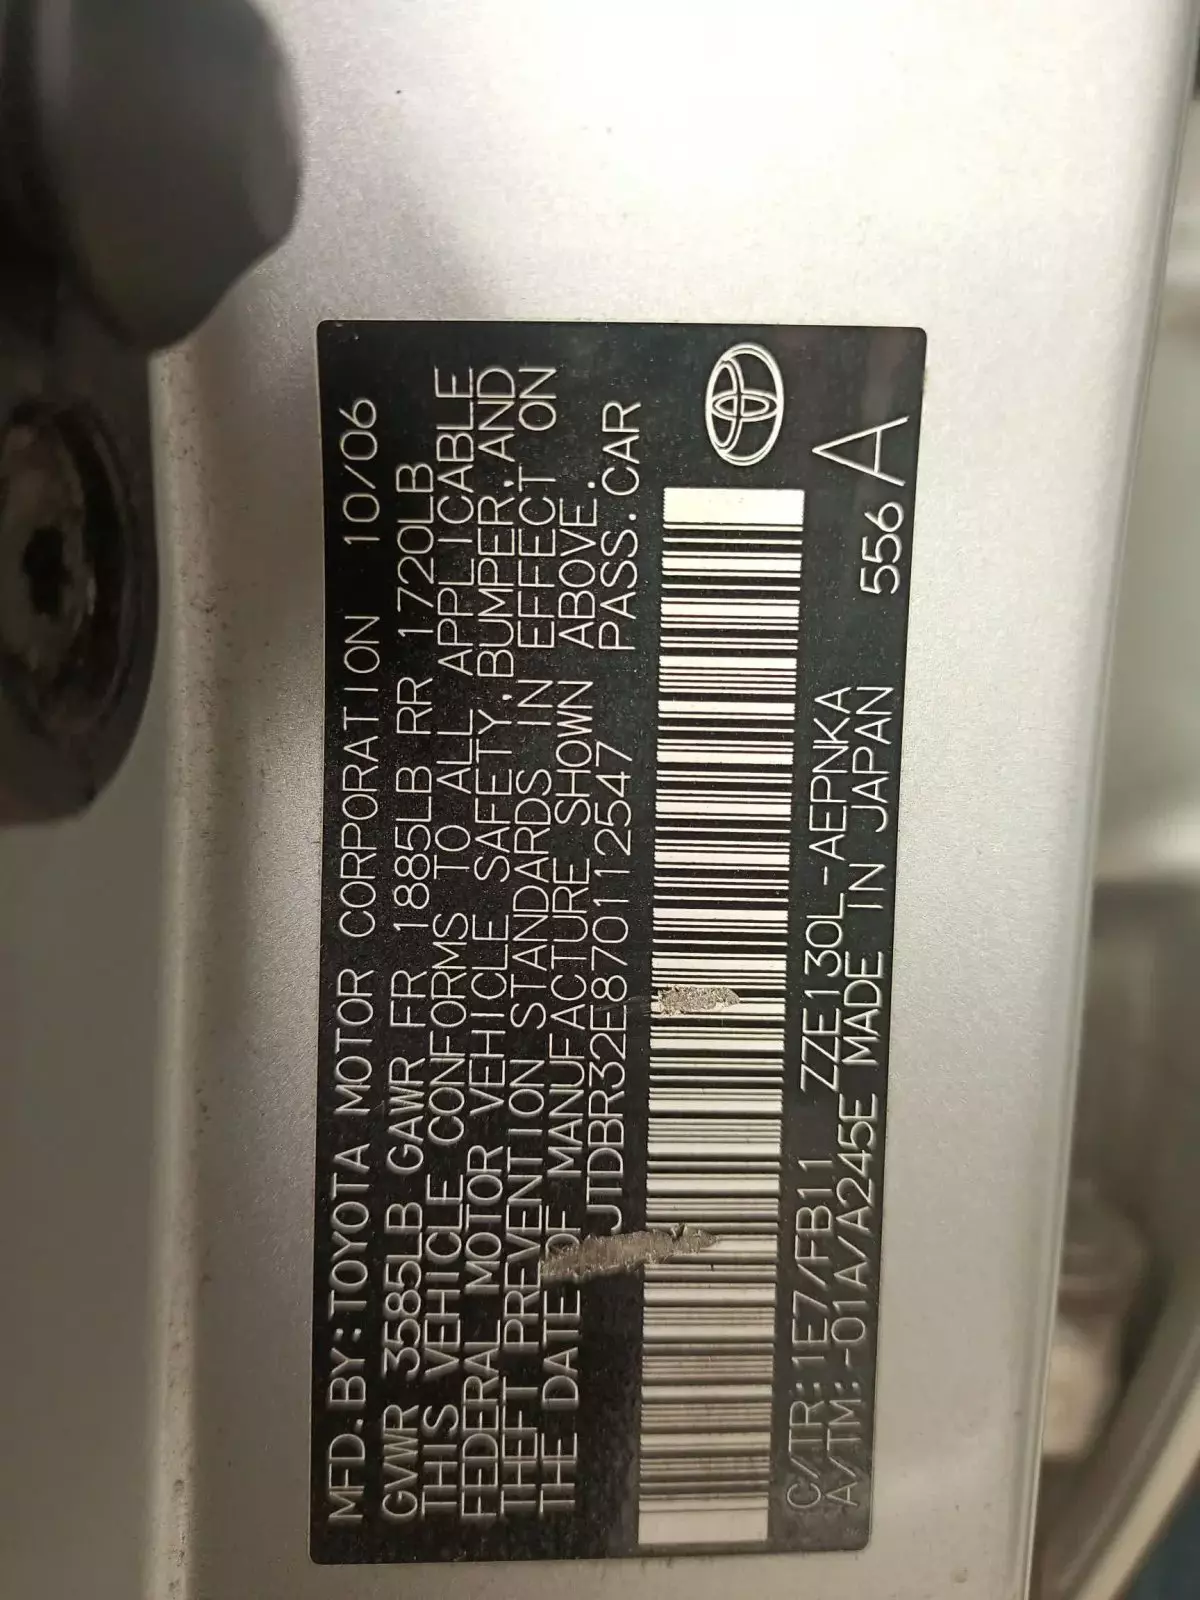 MFD.BY:TOYOTA MOTOR CORPORATION 10/06
GVWR 3585LB GAWR FR 1885LB RR 1720LB
THIS VEHICLE CONFORMS TO ALL APPLICABLE
FEDERAL MOTOR VEHICLE SAFETY,BUMPER,AND
THEFT PREVENTION STANDARDS IN EFFECT ON
THE DATE OF MANUFACTURE SHOWN ABOVE.
JTDBR32E870112547 PASS.CAR
C/TR:1E7/FB11 ZZE130L-AEPNKA 556 A
A/TM:-01A/A245E MADE IN JAPAN